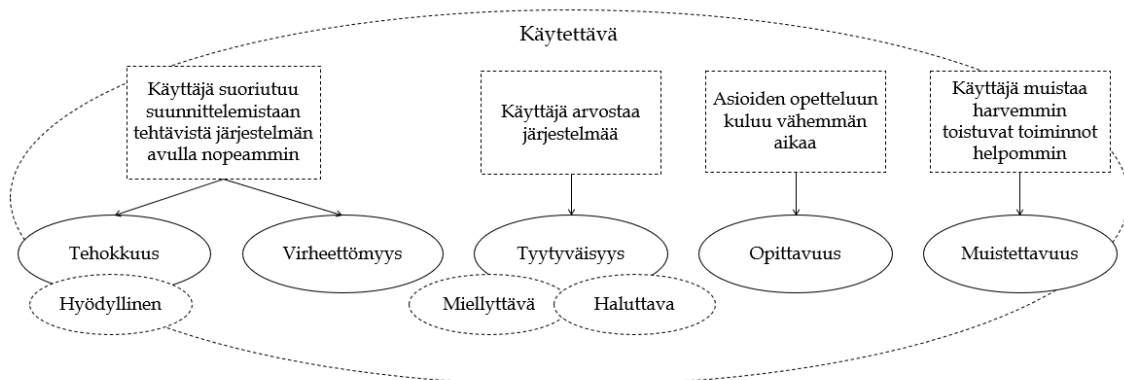 Käytettävä
Käyttäjä suoriutuu
suunnittelemistaan
tehtävistä järjestelmän
avulla nopeammin
Käyttäjä arvostaa
järjestelmää
Asioiden opetteluun
kuluu vähemmän
aikaa
Käyttäjä muistaa
harvemmin
toistuvat toiminnot
helpommin
Tehokkuus
Virheettömyys
Tyytyväisyys
Opittavuus
Muistettavuus
Hyödyllinen
Miellyttävä
Haluttava